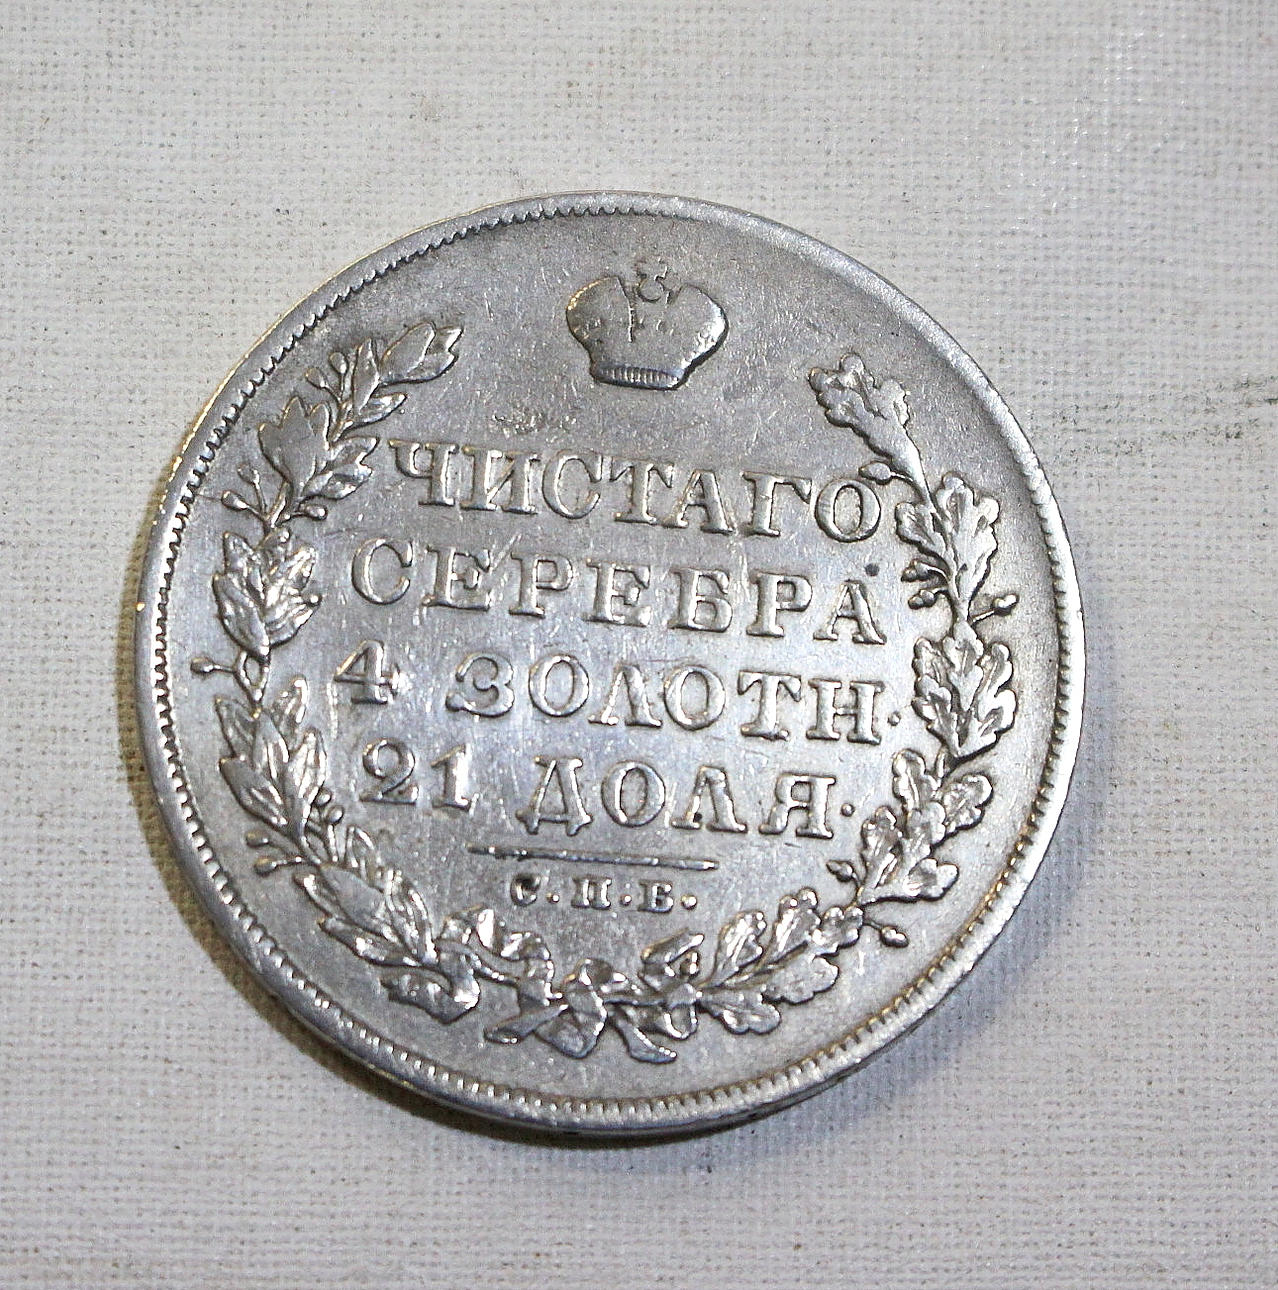 ЧИСТАГО
СЕРЕБРА
4 ЗОЛОТН.
21 ДОЛЯ.
С.П.Б.